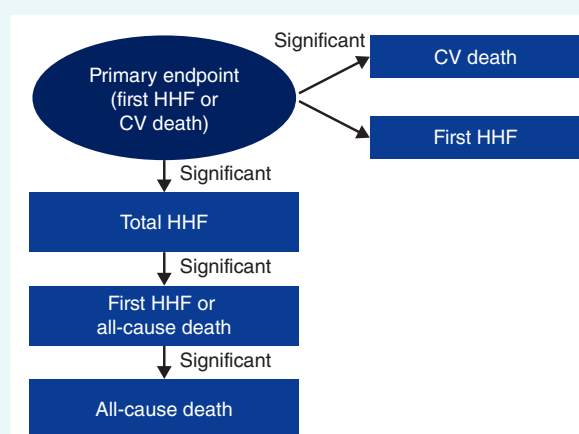 Significant
Primary endpoint
(first HHF or
CV death)
CV death
First HHF
Significant
Total HHF
Significant
First HHF or
all-cause death
Significant
All-cause death